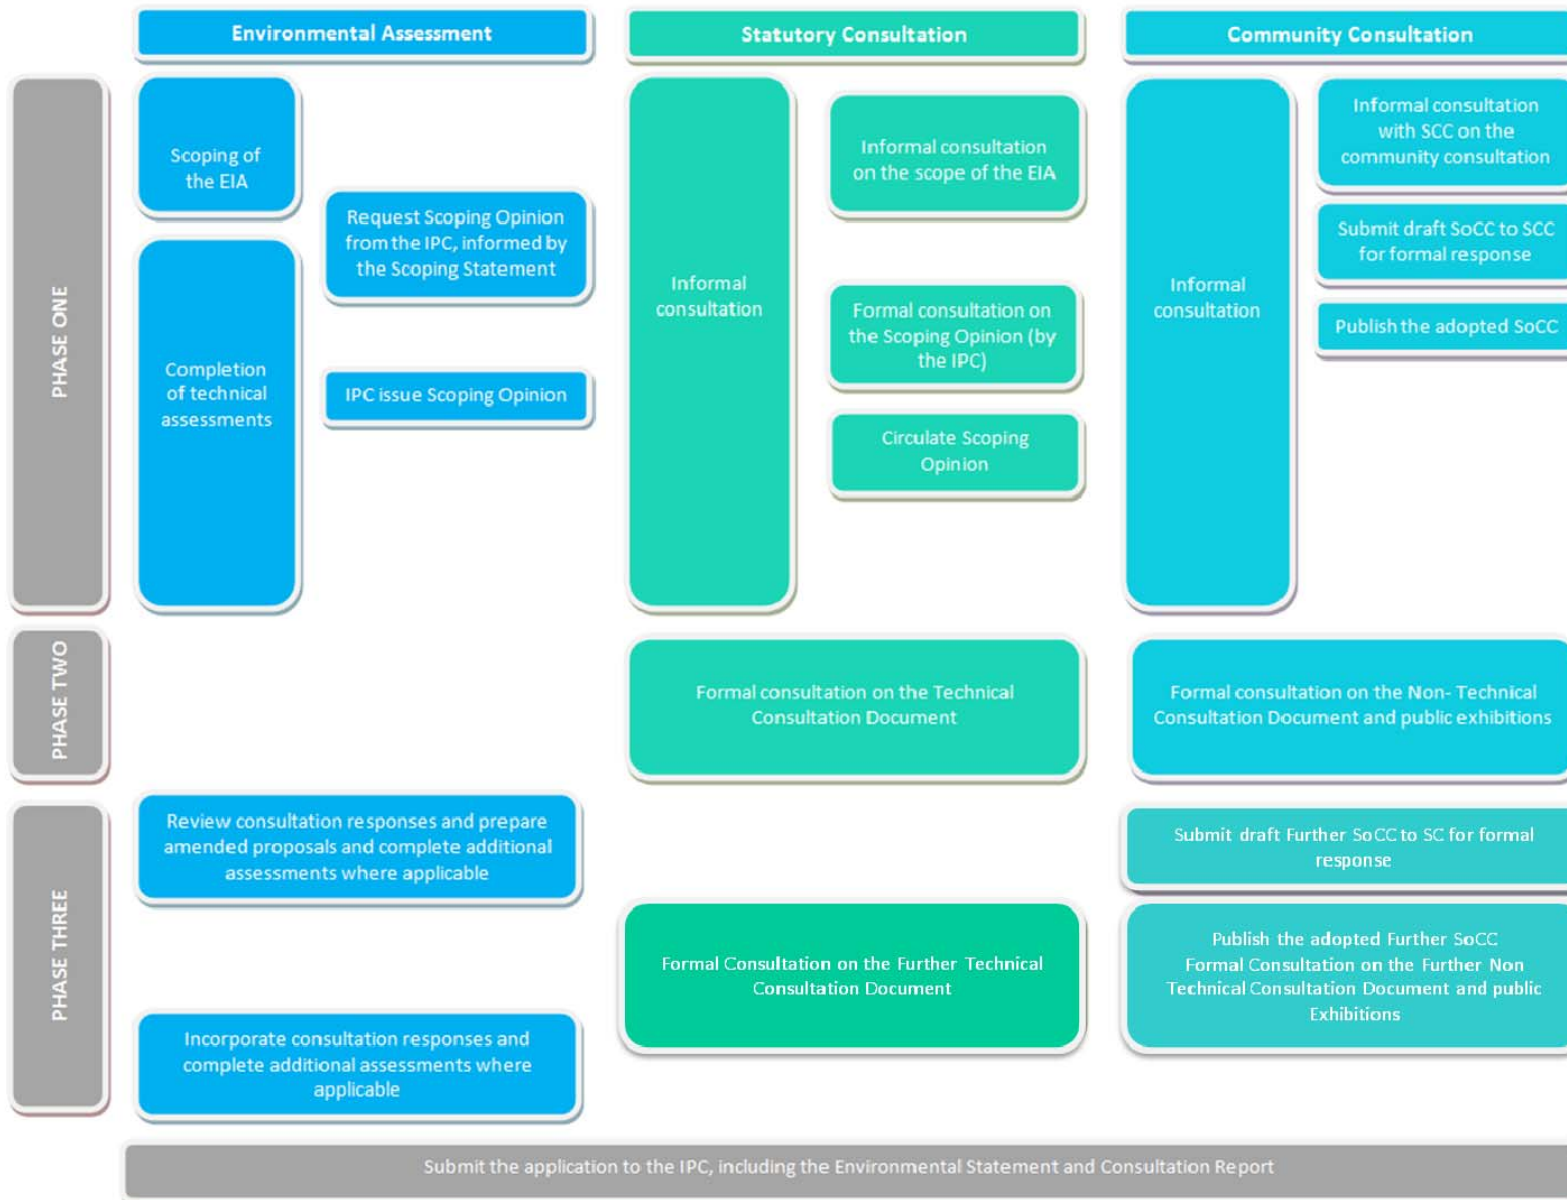 Environmental Assessment
Statutory Consultation
Community Consultation
PHASE ONE
Scoping of
the EIA
Request Scoping Opinion
from the IPC, informed by
the Scoping Statement
Completion
of technical
assessments
IPC issue Scoping Opinion
Informal
consultation
Informal consultation
on the scope of the EIA
Formal consultation on
the Scoping Opinion (by
the IPC)
Circulate Scoping
Opinion
Informal
consultation
Informal consultation
with SCC on the
community consultation
Submit draft SoCC to SCC
for formal response
Publish the adopted SoCC
PHASE TWO
Formal consultation on the Technical
Consultation Document
Formal consultation on the Non- Technical
Consultation Document and public exhibitions
PHASE THREE
Review consultation responses and prepare
amended proposals and complete additional
assessments where applicable
Incorporate consultation responses and
complete additional assessments where
applicable
Formal Consultation on the Further Technical
Consultation Document
Submit draft Further SoCC to SC for formal
response
Publish the adopted Further SoCC
Formal Consultation on the Further Non
Technical Consultation Document and public
Exhibitions
Submit the application to the IPC, including the Environmental Statement and Consultation Report